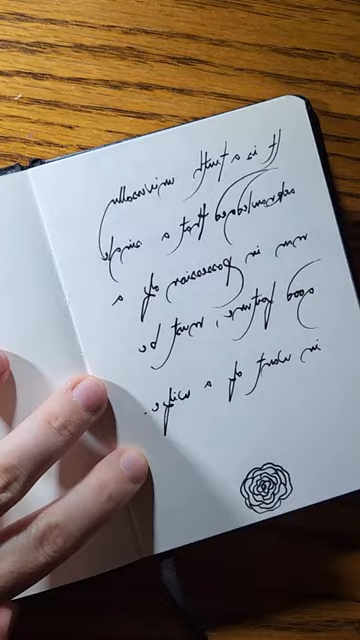 It is a truth universally
acknowledged that a single
man in possession of a
good fortune, must be
in want of a wife.